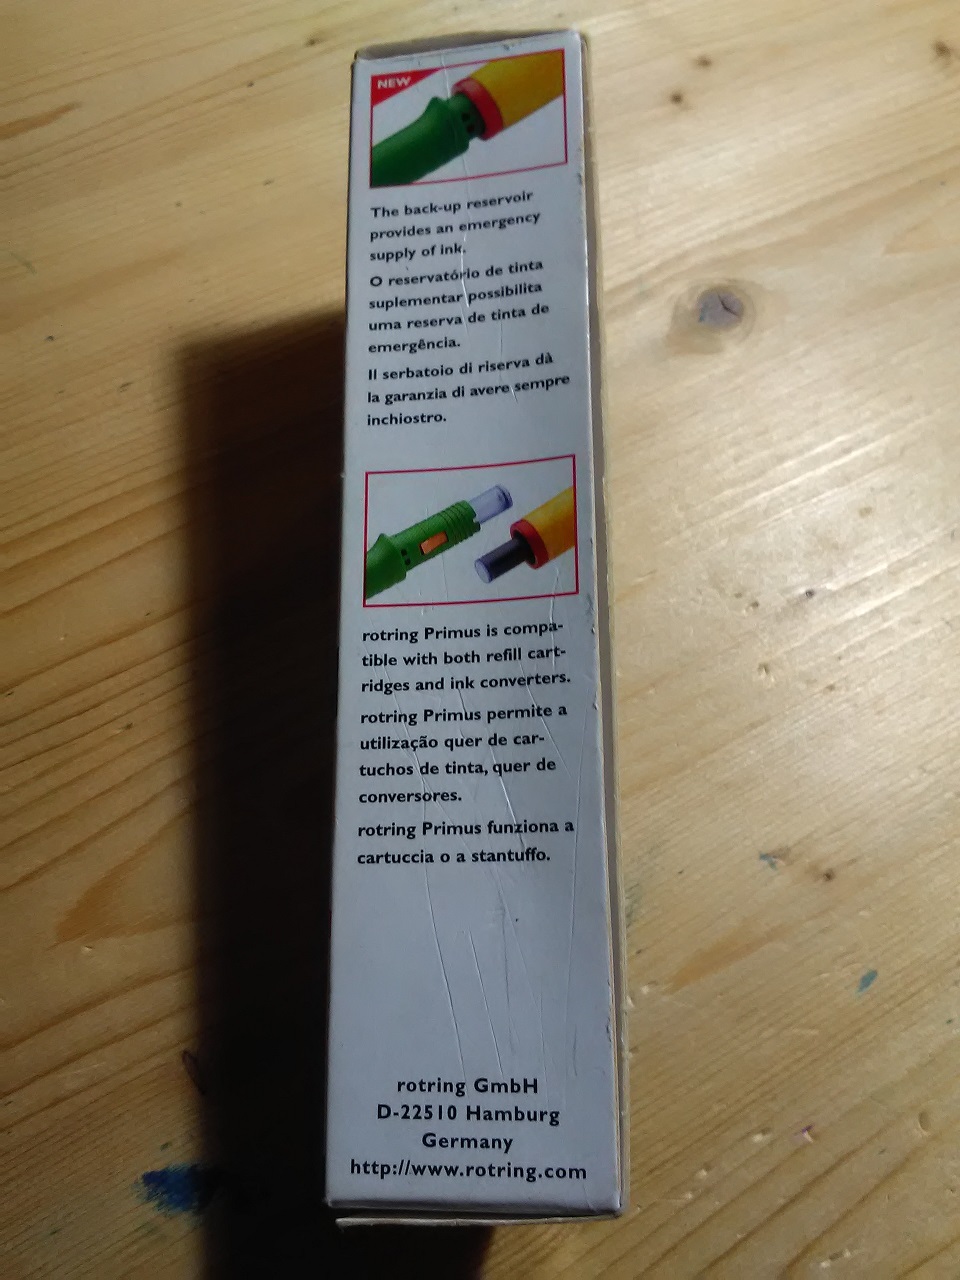 NEW
The back-up reservoir
provides an emergency
supply of ink.
O reservatório de tinta
suplementar possibilita
uma reserva de tinta de
emergência.
Il serbatoio di riserva dà
la garanzia di avere sempre
inchiostro.
rotring Primus is compa-
tible with both refill cart-
ridges and ink converters.
rotring Primus permite a
utilização quer de car-
tuchos de tinta, quer de
conversores.
rotring Primus funziona a
cartuccia o a stantuffo.
rotring GmbH
D-22510 Hamburg
Germany
http://www.rotring.com